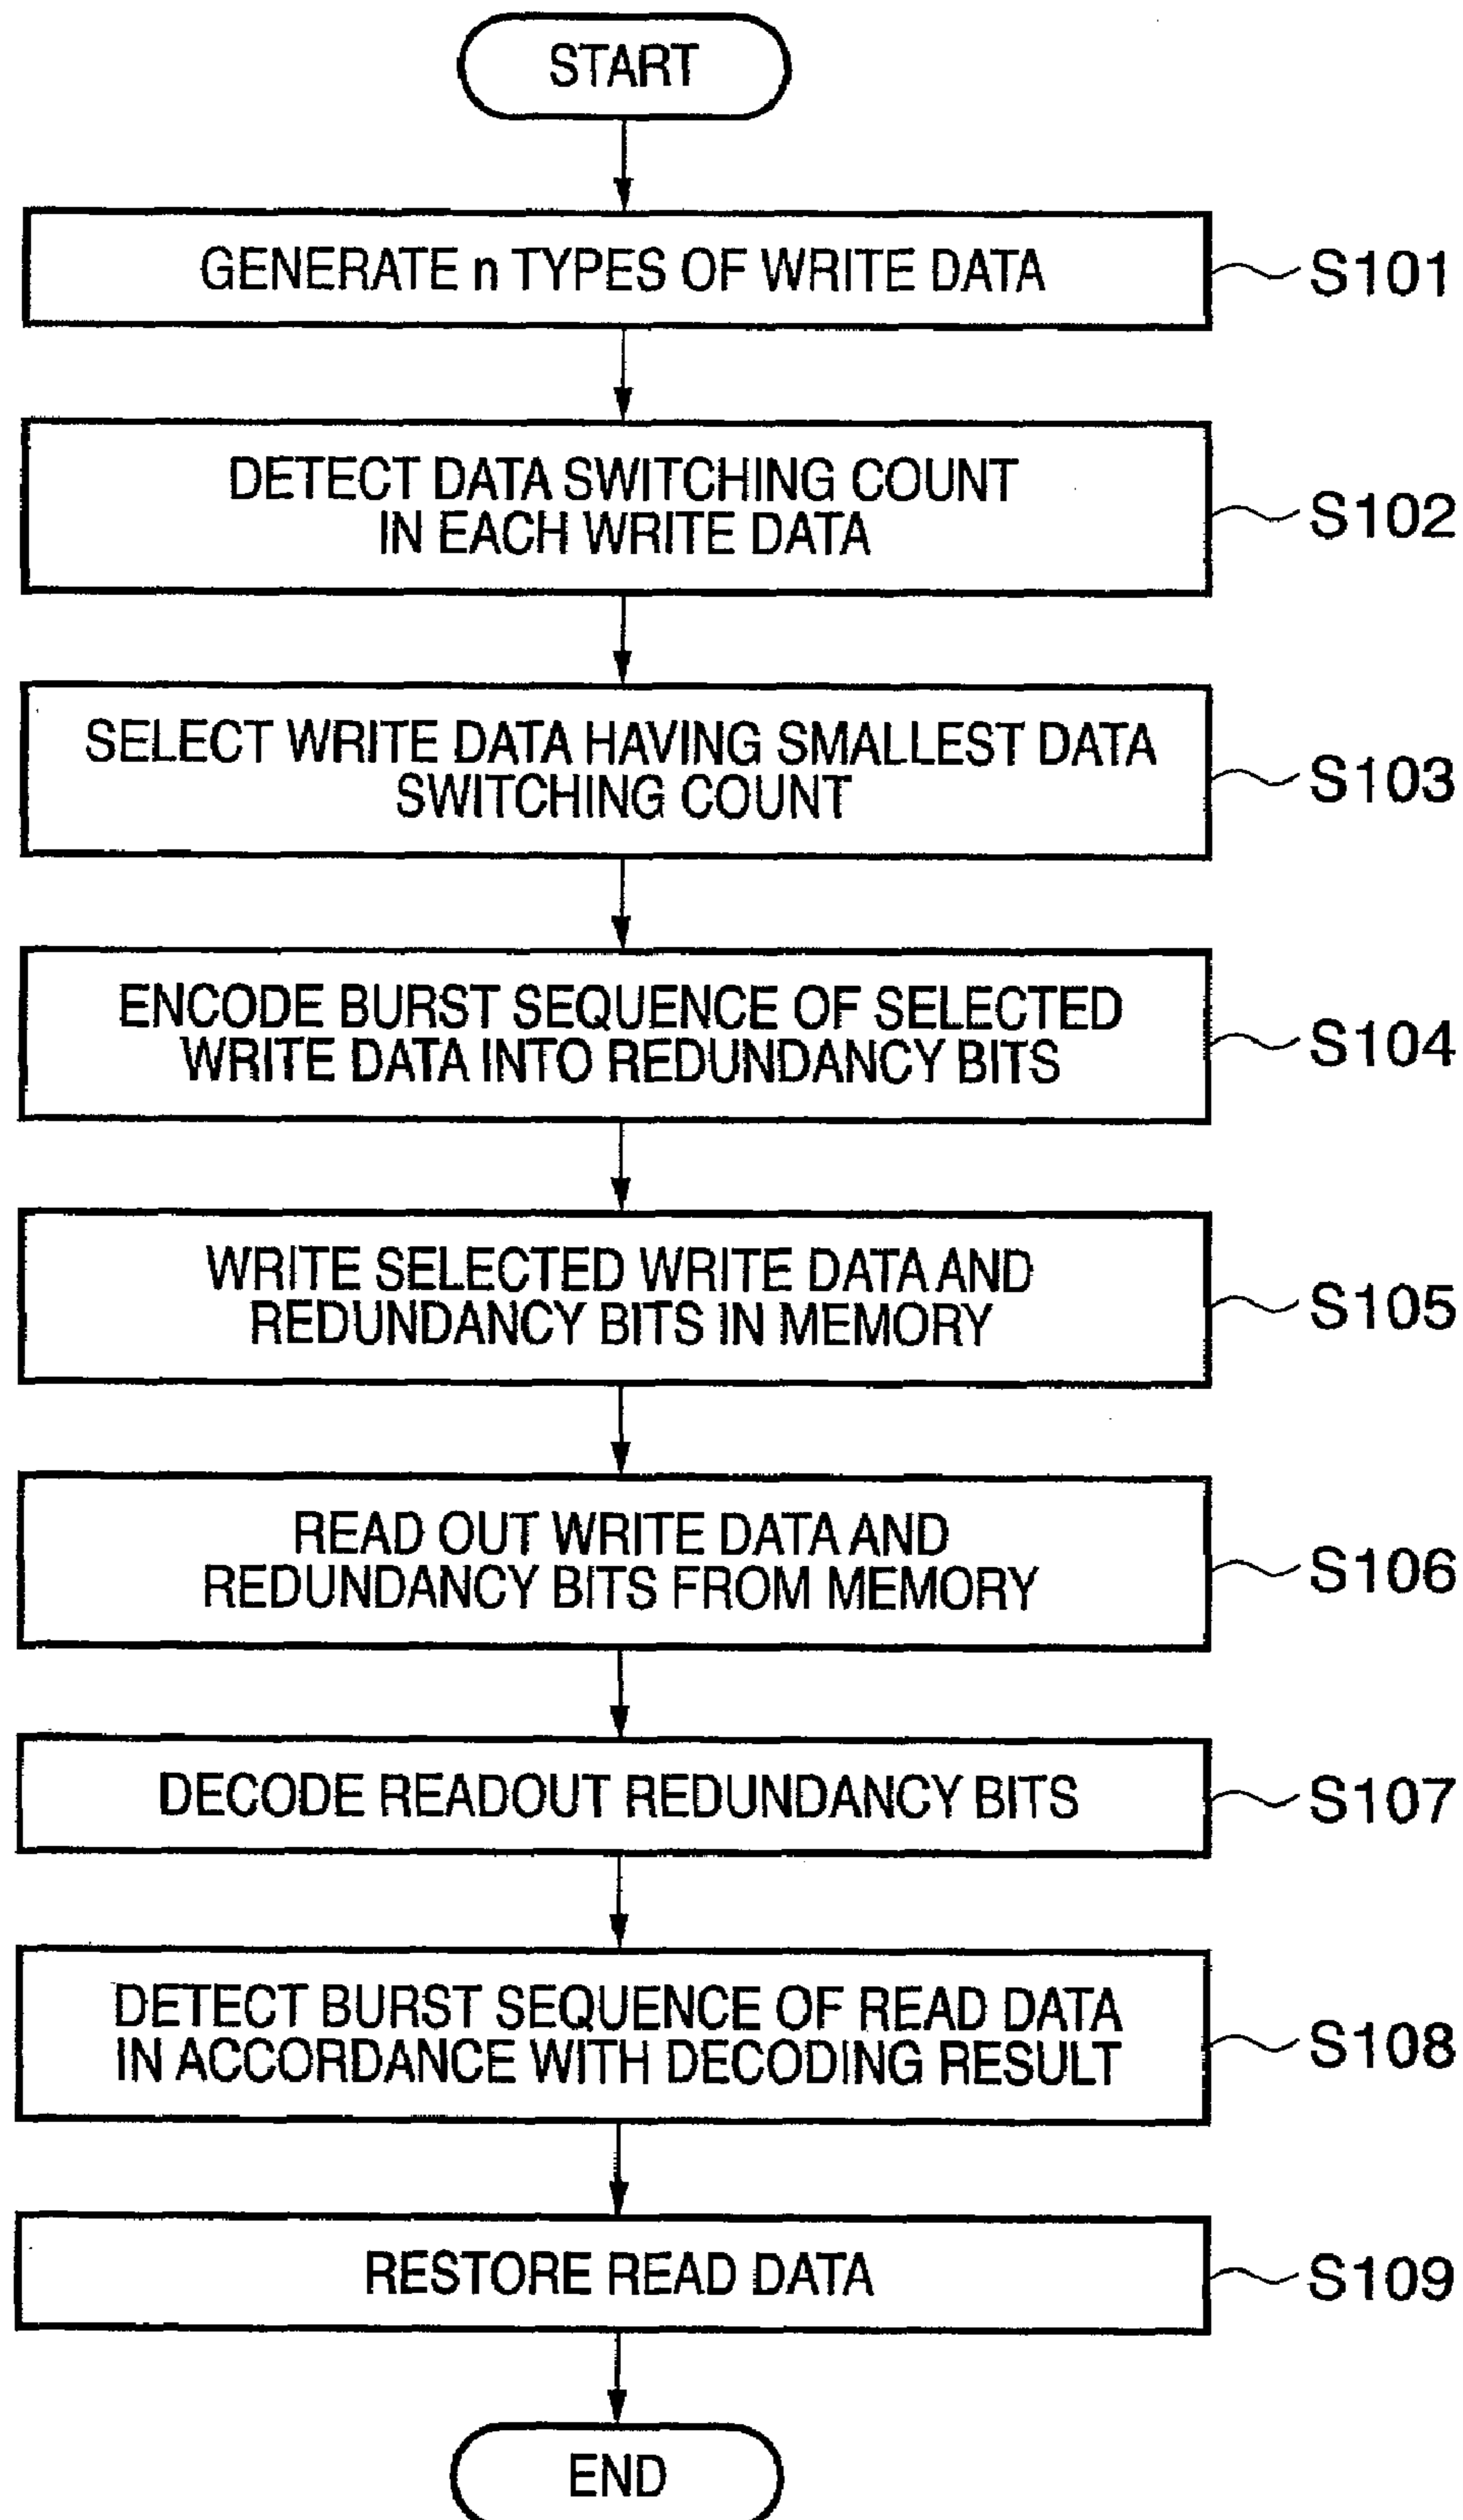 START
GENERATE n TYPES OF WRITE DATA
S101
DETECT DATA SWITCHING COUNT
IN EACH WRITE DATA
S102
SELECT WRITE DATA HAVING SMALLEST DATA
SWITCHING COUNT
S103
ENCODE BURST SEQUENCE OF SELECTED
WRITE DATA INTO REDUNDANCY BITS
S104
WRITE SELECTED WRITE DATA AND
REDUNDANCY BITS IN MEMORY
S105
READ OUT WRITE DATA AND
REDUNDANCY BITS FROM MEMORY
S106
DECODE READOUT REDUNDANCY BITS
S107
DETECT BURST SEQUENCE OF READ DATA
IN ACCORDANCE WITH DECODING RESULT
S108
RESTORE READ DATA
S109
END